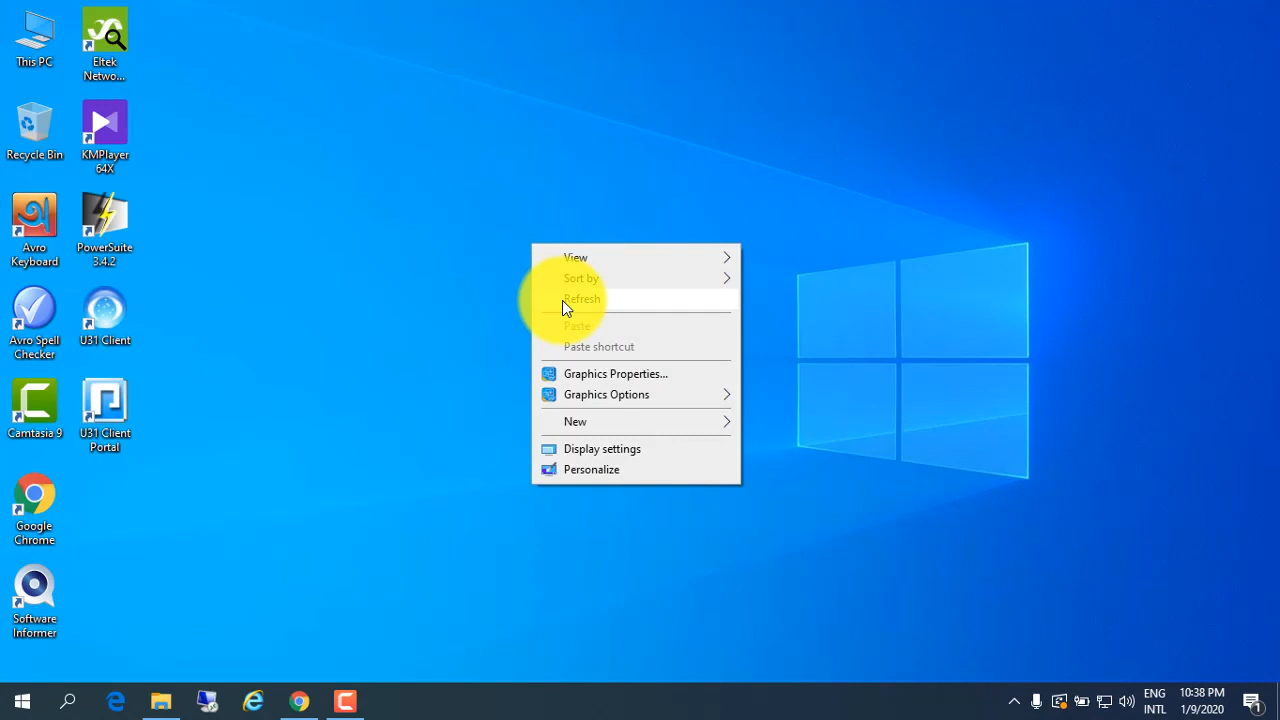 This PC
Eltek
Netwo...
Recycle Bin
KMPlayer
64X
Avro
Keyboard
PowerSuite
3.4.2
Avro Spell
Checker
U31 Client
Camtasia 9
U31 Client
Portal
Google
Chrome
Software
Informer
View
Sort by
Refresh
Paste
Paste shortcut
Graphics Properties...
Graphics Options
New
Display settings
Personalize
ENG
INTL
10:38 PM
1/9/2020
1